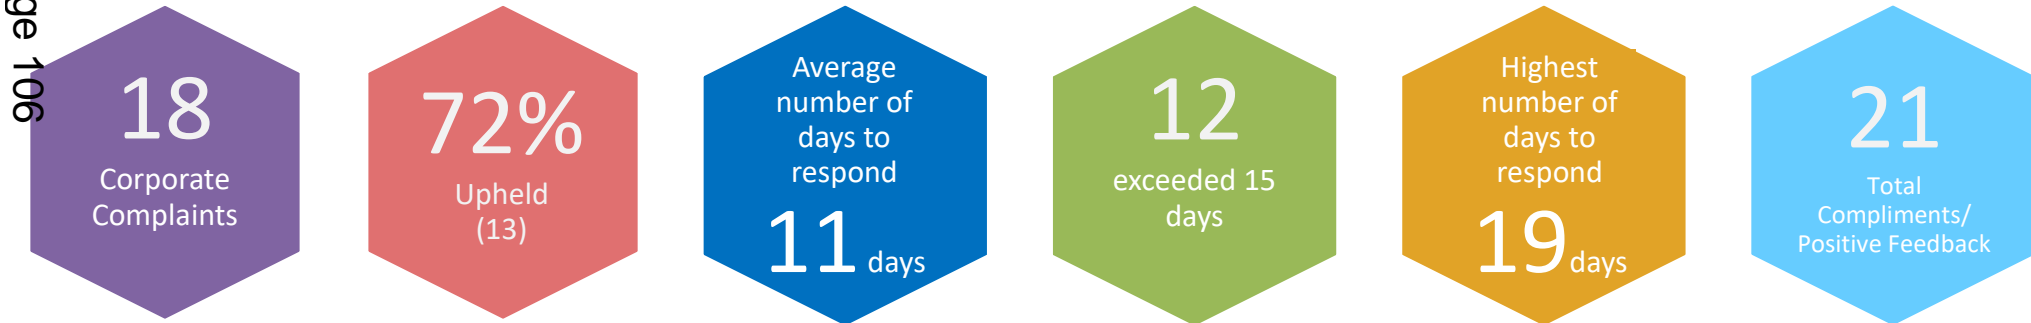 ge 106
18
Corporate
Complaints
72%
Upheld
(13)
Average
number of
days to
respond
11 days
12
exceeded 15
days
Highest
number of
days to
respond
19 days
21
Total
Compliments/
Positive Feedback